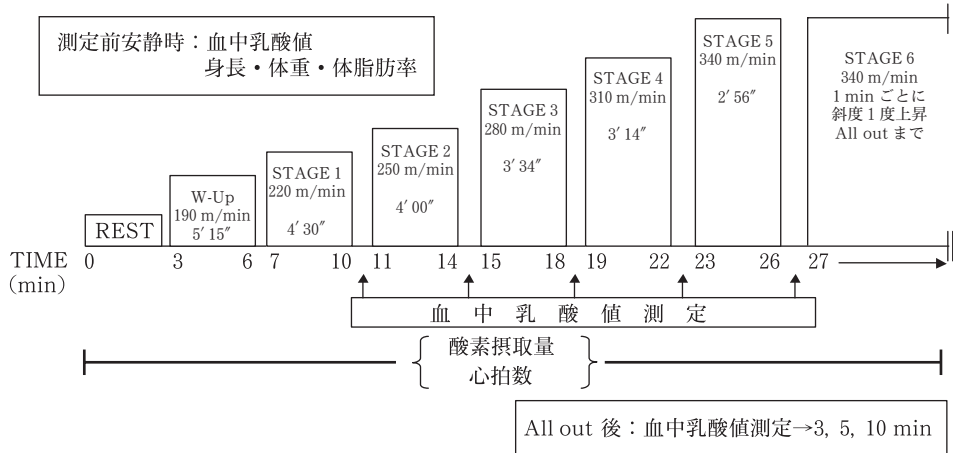 測定前安静時：血中乳酸値
身長・体重・体脂肪率
REST
W-Up
190 m/min
5′ 15″
STAGE 1
220 m/min
4′ 30″
STAGE 2
250 m/min
4′ 00″
STAGE 3
280 m/min
3′ 34″
STAGE 4
310 m/min
3′ 14″
STAGE 5
340 m/min
2′ 56″
STAGE 6
340 m/min
1 min ごとに
斜度 1 度上昇
All out まで
TIME 0 3 6 7 10 11 14 15 18 19 22 23 26 27
(min)
血中乳酸値測定
酸素摂取量
心拍数
All out 後：血中乳酸値測定→3, 5, 10 min